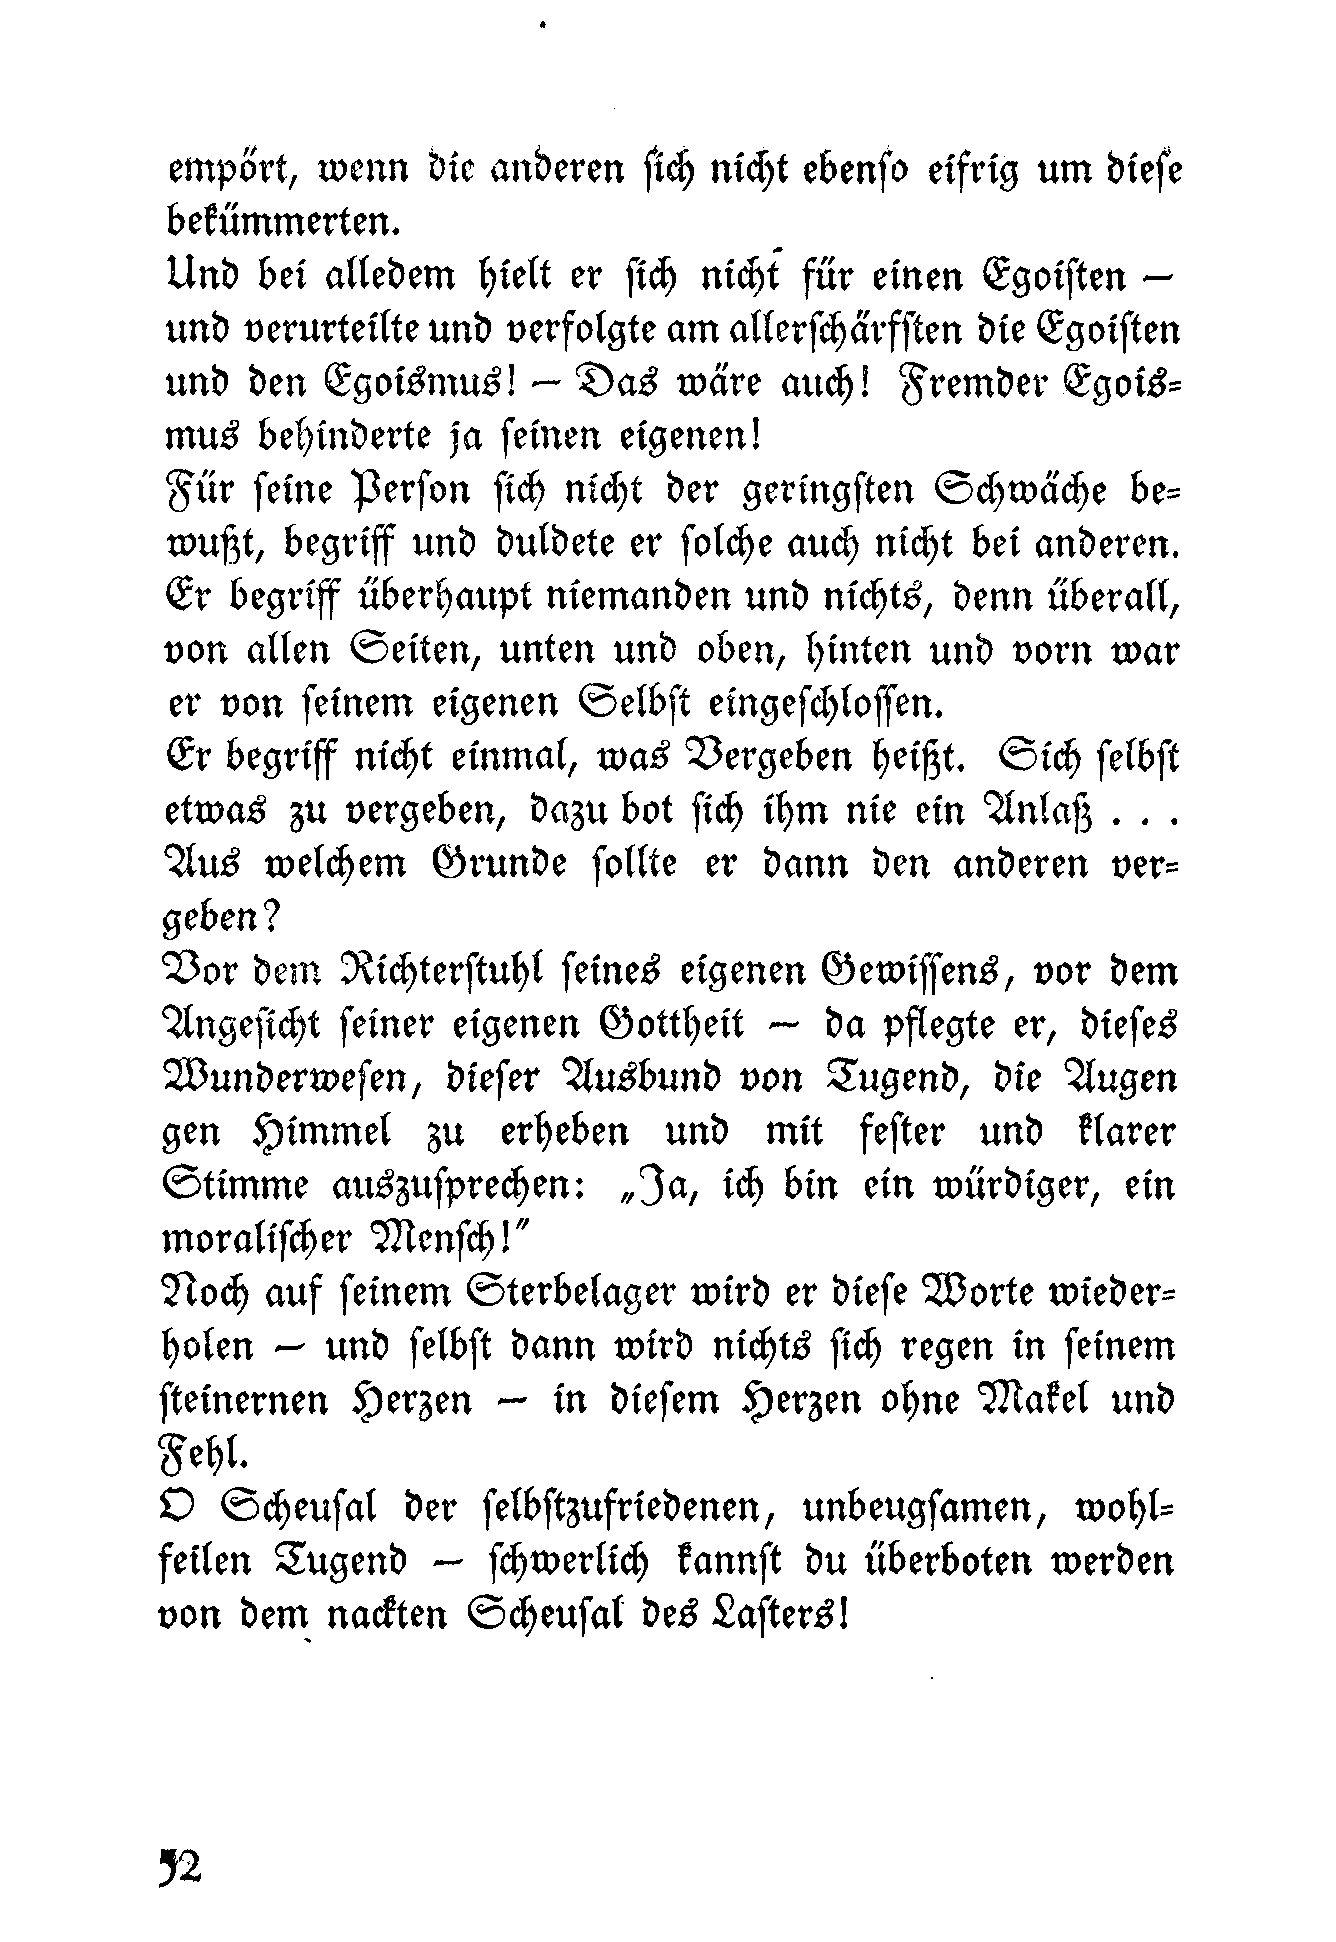 empört, wenn die anderen sich nicht ebenso eifrig um diese
bekümmerten.
Und bei alledem hielt er sich nicht für einen Egoisten —
und verurteilte und verfolgte am allerschärfsten die Egoisten
und den Egoismus! — Das wäre auch! Fremder Egois=
mus behinderte ja seinen eigenen!
Für seine Person sich nicht der geringsten Schwäche be=
wußt, begriff und duldete er solche auch nicht bei anderen.
Er begriff überhaupt niemanden und nichts, denn überall,
von allen Seiten, unten und oben, hinten und vorn war
er von seinem eigenen Selbst eingeschlossen.
Er begriff nicht einmal, was Vergeben heißt. Sich selbst
etwas zu vergeben, dazu bot sich ihm nie ein Anlaß . . .
Aus welchem Grunde sollte er dann den anderen ver=
geben?
Vor dem Richterstuhl seines eigenen Gewissens, vor dem
Angesicht seiner eigenen Gottheit — da pflegte er, dieses
Wunderwesen, dieser Ausbund von Tugend, die Augen
gen Himmel zu erheben und mit fester und klarer
Stimme auszusprechen: „Ja, ich bin ein würdiger, ein
moralischer Mensch!"
Noch auf seinem Sterbelager wird er diese Worte wieder=
holen — und selbst dann wird nichts sich regen in seinem
steinernen Herzen — in diesem Herzen ohne Makel und
Fehl.
O Scheusal der selbstzufriedenen, unbeugsamen, wohl=
feilen Tugend — schwerlich kannst du überboten werden
von dem nackten Scheusal des Lasters!
52